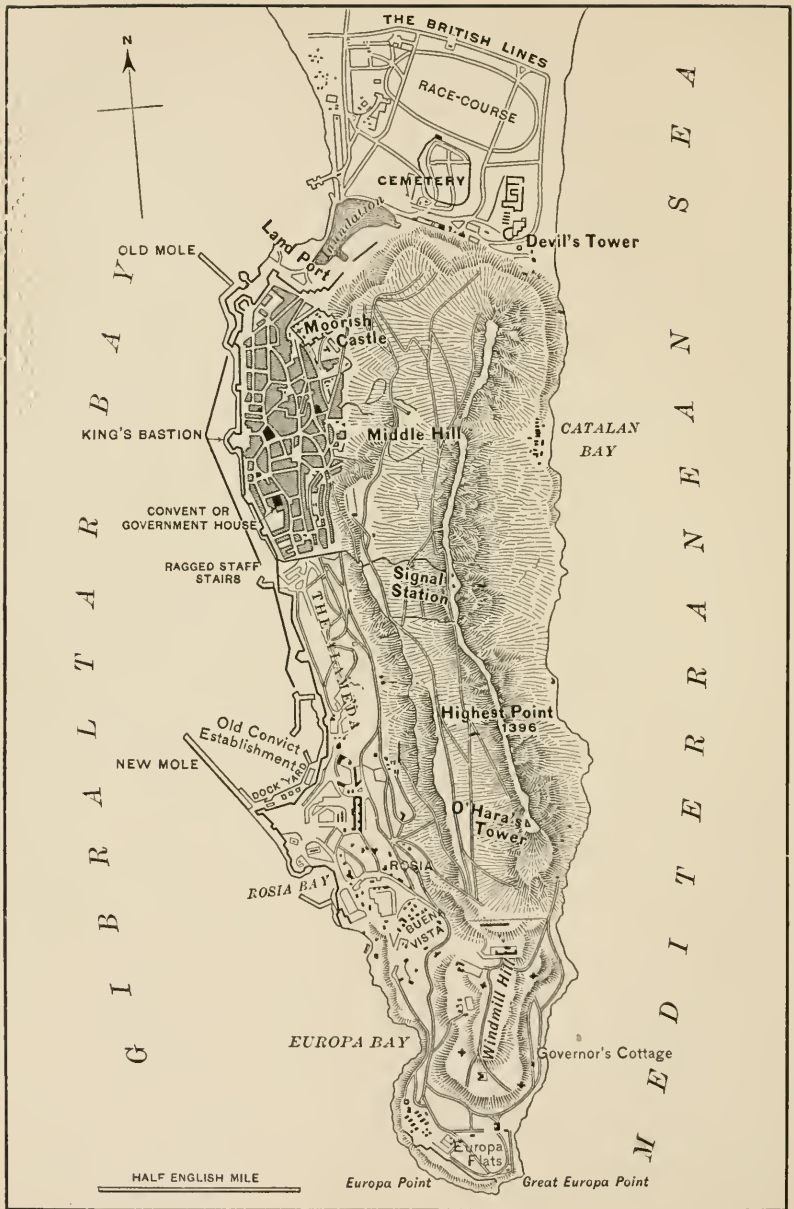 THE BRITISH LINES
N
RACE-COURSE
CEMETERY
Inundation
Land Port
Devil's Tower
OLD MOLE
Moorish
Castle
KING'S BASTION
Middle Hill
CATALAN
BAY
CONVENT OR
GOVERNMENT HOUSE
RAGGED STAFF
STAIRS
Signal
Station
THE ALAMEDA
Highest Point
1396
Old Convict
Establishment
NEW MOLE
DOCK YARD
O'Hara's
Tower
ROSIA
ROSIA BAY
BUENA
VISTA
Windmill Hill
EUROPA BAY
Governor's Cottage
Europa
Flats
HALF ENGLISH MILE
Europa Point
Great Europa Point
GIBRALTAR BAY
MEDITERRANEAN SEA